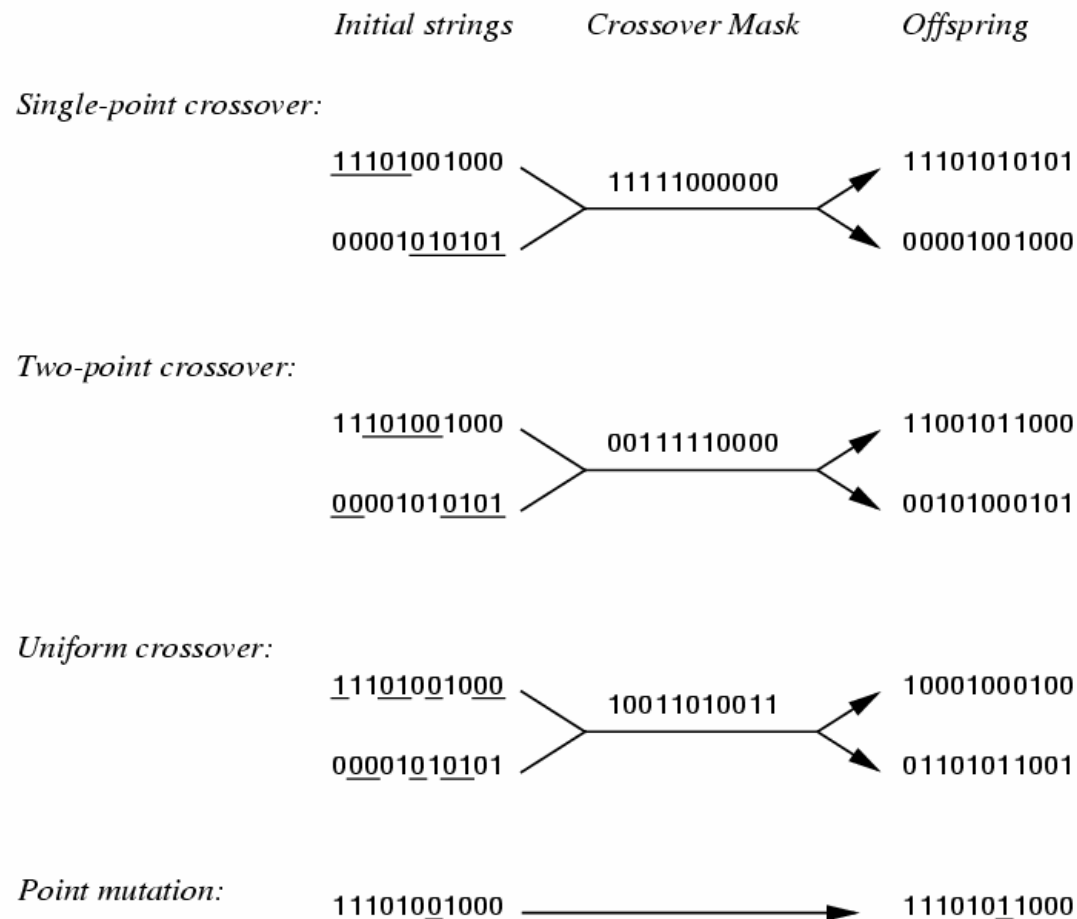 Initial strings Crossover Mask Offspring
Single-point crossover:
11101001000 11111000000 11101010101
00001010101 00001001000
Two-point crossover:
11101001000 00111110000 11001011000
00001010101 00101000101
Uniform crossover:
11101001000 10011010011 10001000100
00001010101 01101011001
Point mutation:
11101001000 11101011000